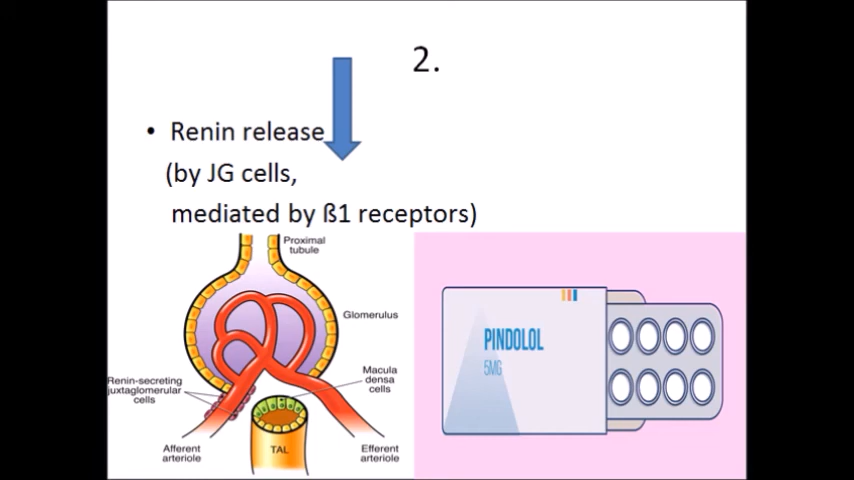 2.
• Renin release
(by JG cells,
mediated by ß1 receptors)
Proximal
tubule
Glomerulus
Macula
densa
cells
Renin-secreting
juxtaglomerular
cells
Afferent
arteriole
TAL
Efferent
arteriole
PINDOLOL
5MG